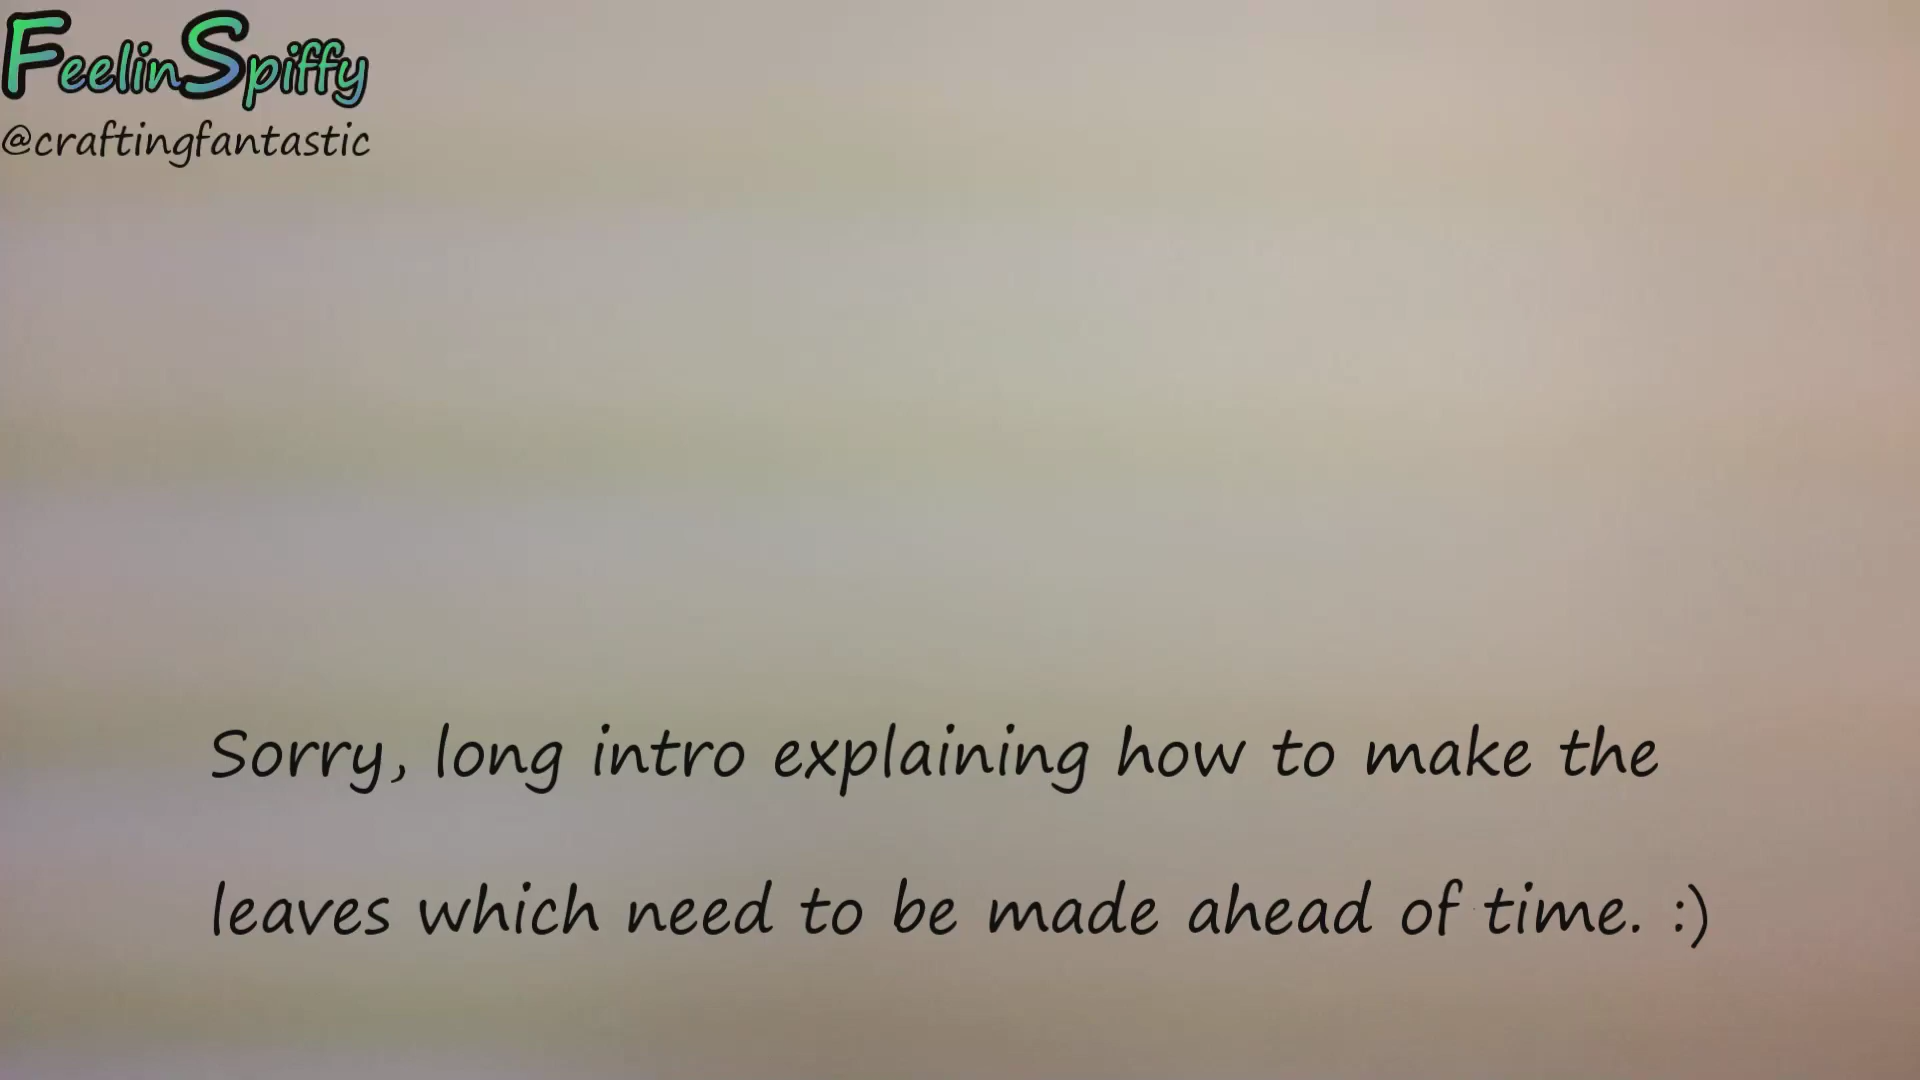 FeelinSpiffy
@craftingfantastic
Sorry, long intro explaining how to make the
leaves which need to be made ahead of time. :)